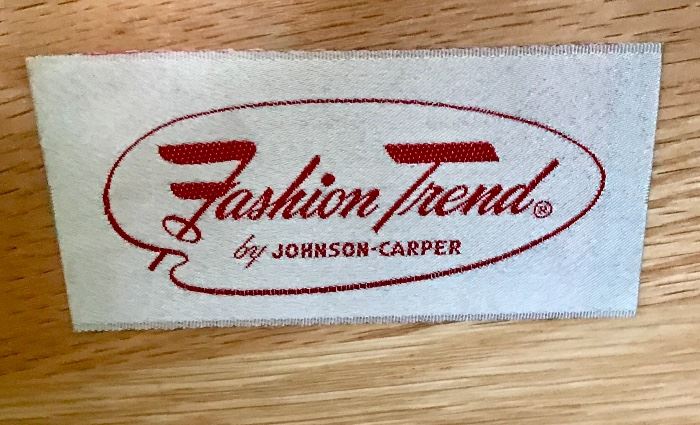 Fashion Trend®
by JOHNSON-CARPER